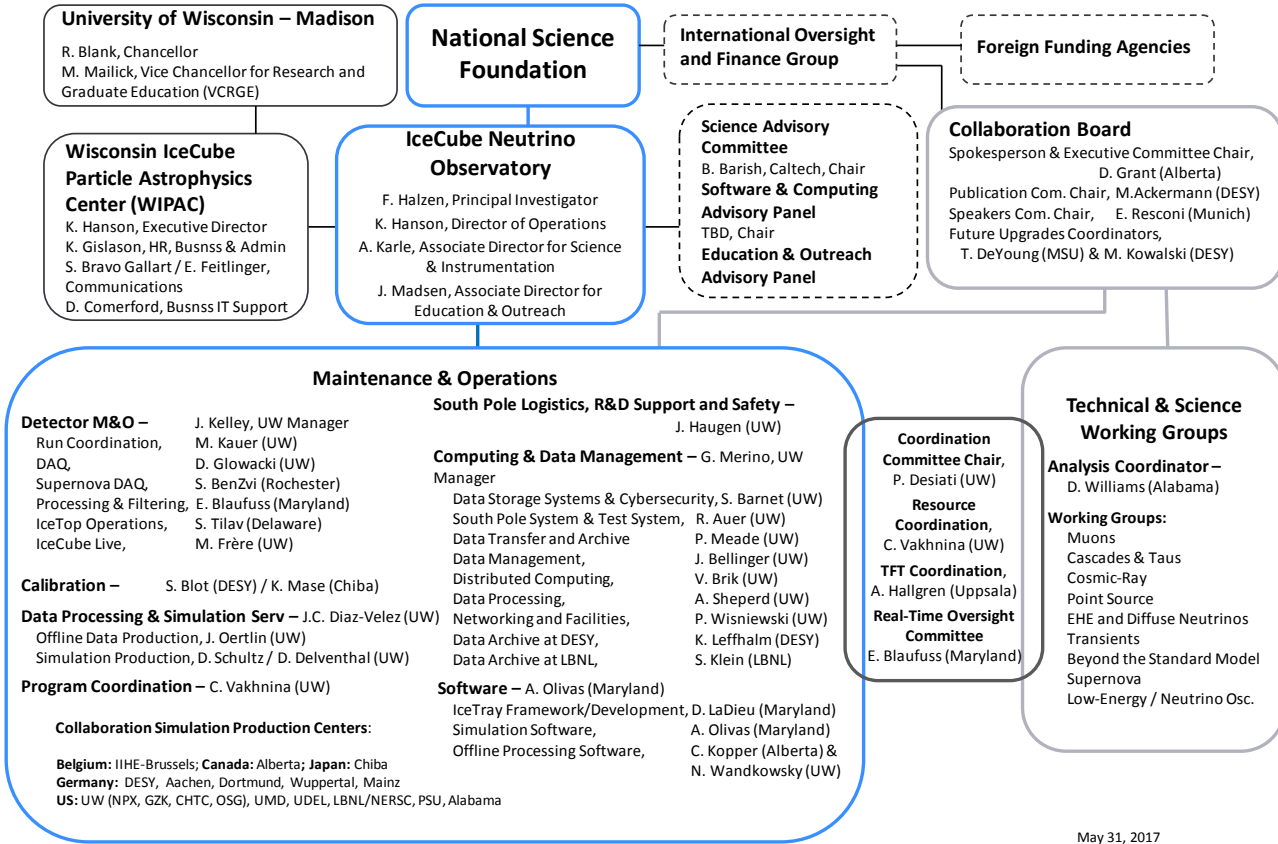 University of Wisconsin – Madison
R. Blank, Chancellor
M. Mailick, Vice Chancellor for Research and
Graduate Education (VCRGE)
National Science
Foundation
International Oversight
and Finance Group
Foreign Funding Agencies
Wisconsin IceCube
Particle Astrophysics
Center (WIPAC)
K. Hanson, Executive Director
K. Gislason, HR, Busnss & Admin
S. Bravo Gallart / E. Feitlinger,
Communications
D. Comerford, Busnss IT Support
IceCube Neutrino
Observatory
F. Halzen, Principal Investigator
K. Hanson, Director of Operations
A. Karle, Associate Director for Science
& Instrumentation
J. Madsen, Associate Director for
Education & Outreach
Science Advisory
Committee
B. Barish, Caltech, Chair
Software & Computing
Advisory Panel
TBD, Chair
Education & Outreach
Advisory Panel
Collaboration Board
Spokesperson & Executive Committee Chair,
D. Grant (Alberta)
Publication Com. Chair, M.Ackermann (DESY)
Speakers Com. Chair, E. Resconi (Munich)
Future Upgrades Coordinators,
T. DeYoung (MSU) & M. Kowalski (DESY)
Maintenance & Operations
Detector M&O – J. Kelley, UW Manager
Run Coordination, M. Kauer (UW)
DAQ, D. Glowacki (UW)
Supernova DAQ, S. BenZvi (Rochester)
Processing & Filtering, E. Blaufuss (Maryland)
IceTop Operations, S. Tilav (Delaware)
IceCube Live, M. Frère (UW)
Calibration – S. Blot (DESY) / K. Mase (Chiba)
Data Processing & Simulation Serv – J.C. Diaz-Velez (UW)
Offline Data Production, J. Oertlin (UW)
Simulation Production, D. Schultz / D. Delventhal (UW)
Program Coordination – C. Vakhnina (UW)
Collaboration Simulation Production Centers:
Belgium: IIHE-Brussels; Canada: Alberta; Japan: Chiba
Germany: DESY, Aachen, Dortmund, Wuppertal, Mainz
US: UW (NPX, GZK, CHTC, OSG), UMD, UDEL, LBNL/NERSC, PSU, Alabama
South Pole Logistics, R&D Support and Safety –
J. Haugen (UW)
Computing & Data Management – G. Merino, UW
Manager
Data Storage Systems & Cybersecurity, S. Barnet (UW)
South Pole System & Test System, R. Auer (UW)
Data Transfer and Archive P. Meade (UW)
Data Management, J. Bellinger (UW)
Distributed Computing, V. Brik (UW)
Data Processing, A. Sheperd (UW)
Networking and Facilities, P. Wisniewski (UW)
Data Archive at DESY, K. Leffhalm (DESY)
Data Archive at LBNL, S. Klein (LBNL)
Software – A. Olivas (Maryland)
IceTray Framework/Development, D. LaDieu (Maryland)
Simulation Software, A. Olivas (Maryland)
Offline Processing Software, C. Kopper (Alberta) &
N. Wandkowsky (UW)
Coordination
Committee Chair,
P. Desiati (UW)
Resource
Coordination,
C. Vakhnina (UW)
TFT Coordination,
A. Hallgren (Uppsala)
Real-Time Oversight
Committee
E. Blaufuss (Maryland)
Technical & Science
Working Groups
Analysis Coordinator –
D. Williams (Alabama)
Working Groups:
Muons
Cascades & Taus
Cosmic-Ray
Point Source
EHE and Diffuse Neutrinos
Transients
Beyond the Standard Model
Supernova
Low-Energy / Neutrino Osc.
May 31, 2017